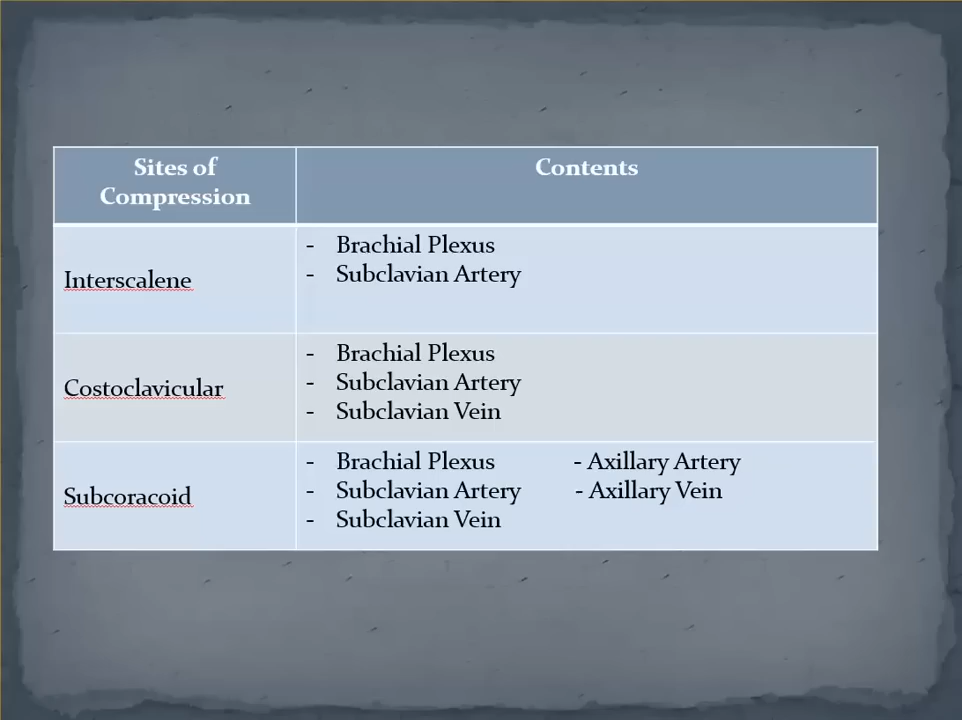 Sites of
Compression
Contents
Interscalene
- Brachial Plexus
- Subclavian Artery
Costoclavicular
- Brachial Plexus
- Subclavian Artery
- Subclavian Vein
Subcoracoid
- Brachial Plexus - Axillary Artery
- Subclavian Artery - Axillary Vein
- Subclavian Vein